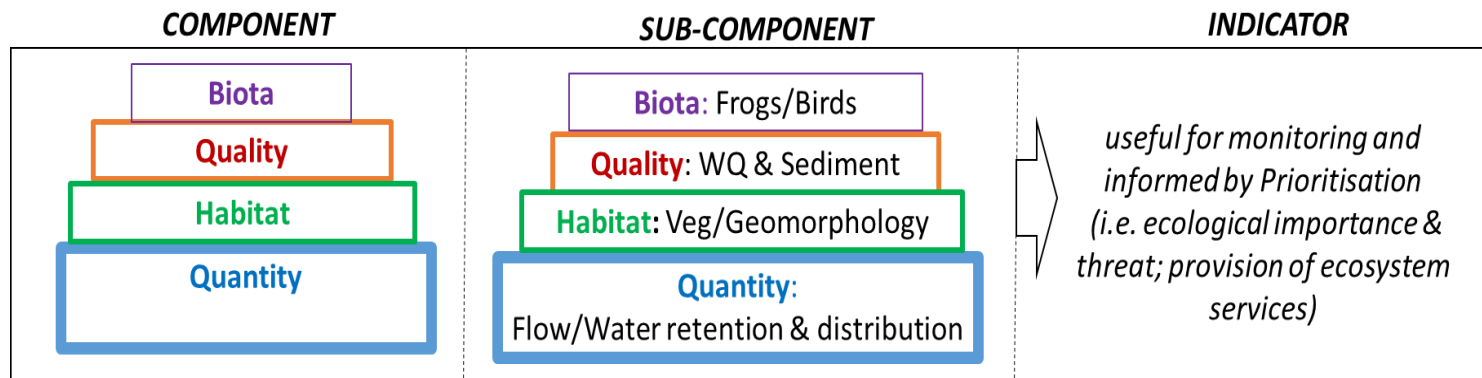 COMPONENT
SUB-COMPONENT
INDICATOR
Biota
Quality
Habitat
Quantity
Biota: Frogs/Birds
Quality: WQ & Sediment
Habitat: Veg/Geomorphology
Quantity:
Flow/Water retention & distribution
useful for monitoring and
informed by Prioritisation
(i.e. ecological importance &
threat; provision of ecosystem
services)